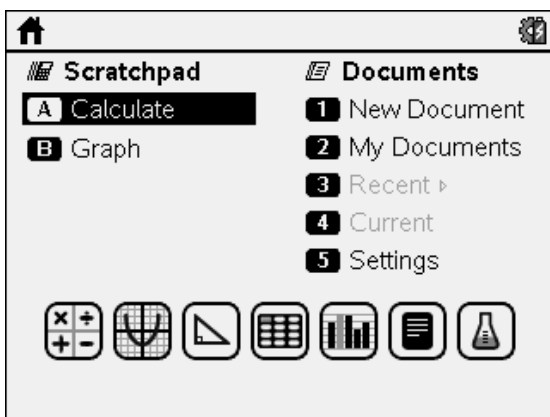 Scratchpad
A Calculate
B Graph
Documents
1 New Document
2 My Documents
3 Recent ▹
4 Current
5 Settings